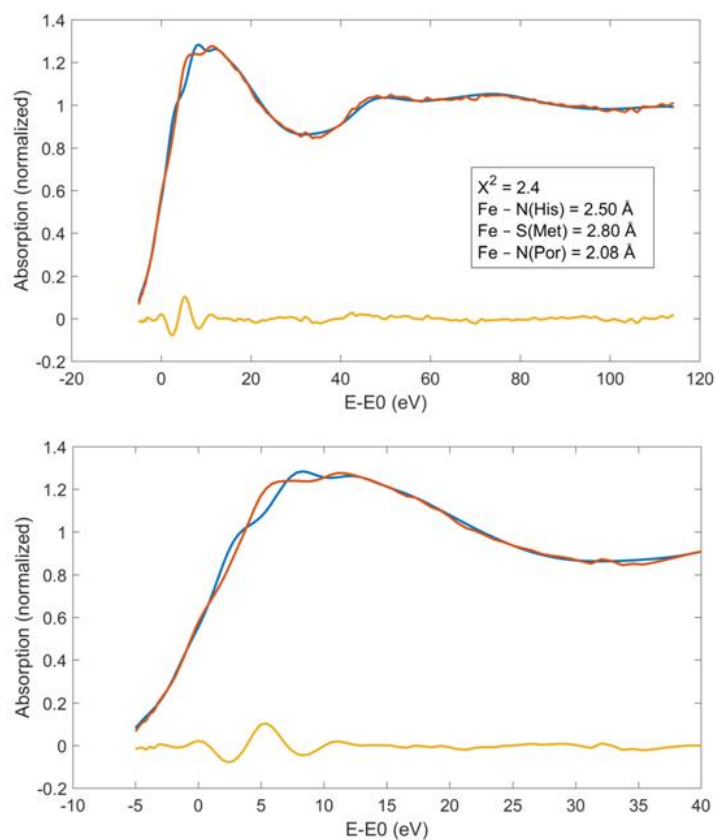 1.4
1.2
1
0.8
0.6
0.4
0.2
0
-0.2
Absorption (normalized)
X² = 2.4
Fe – N(His) = 2.50 Å
Fe – S(Met) = 2.80 Å
Fe – N(Por) = 2.08 Å
-20 0 20 40 60 80 100 120
E-E0 (eV)
1.4
1.2
1
0.8
0.6
0.4
0.2
0
-0.2
Absorption (normalized)
-10 -5 0 5 10 15 20 25 30 35 40
E-E0 (eV)